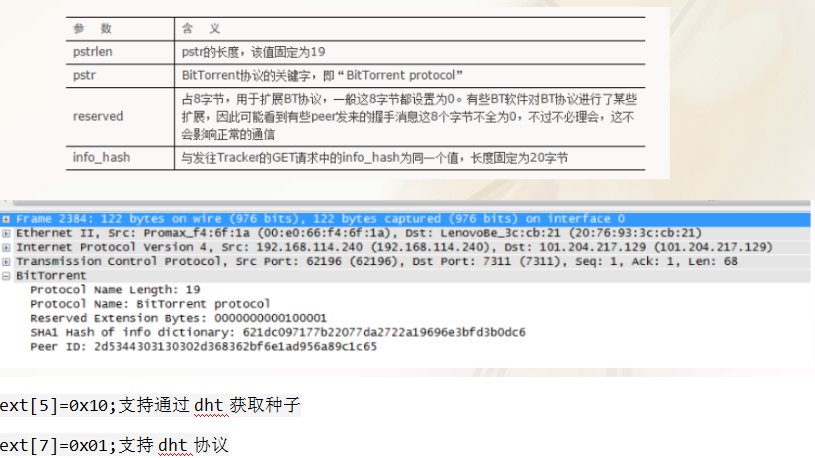 参 数 含 义
pstrlen pstr的长度，该值固定为19
pstr BitTorrent协议的关键字，即“BitTorrent protocol”
reserved 占8字节，用于扩展BT协议，一般这8字节都设置为0。有些BT软件对BT协议进行了某些
扩展，因此可能看到有些peer发来的握手消息这8个字节不全为0，不过不必理会，这不
会影响正常的通信
info_hash 与发往Tracker的GET请求中的info_hash为同一个值，长度固定为20字节
Frame 2384: 122 bytes on wire (976 bits), 122 bytes captured (976 bits) on interface 0
Ethernet II, Src: Promax_f4:6f:1a (00:e0:66:f4:6f:1a), Dst: LenovoBe_3c:cb:21 (20:76:93:3c:cb:21)
Internet Protocol Version 4, Src: 192.168.114.240 (192.168.114.240), Dst: 101.204.217.129 (101.204.217.129)
Transmission Control Protocol, Src Port: 62196 (62196), Dst Port: 7311 (7311), Seq: 1, Ack: 1, Len: 68
BitTorrent
Protocol Name Length: 19
Protocol Name: BitTorrent protocol
Reserved Extension Bytes: 0000000000100001
SHA1 Hash of info dictionary: 621dc097177b22077da2722a19696e3bfd3b0dc6
Peer ID: 2d5344303130302d368362bf6e1ad956a89c1c65
ext[5]=0x10;支持通过 dht 获取种子
ext[7]=0x01;支持 dht 协议